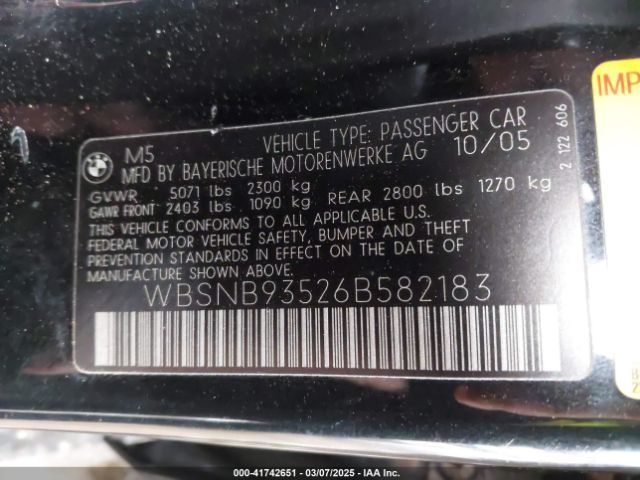 BMW
M5 VEHICLE TYPE: PASSENGER CAR
MFD BY BAYERISCHE MOTORENWERKE AG 10/05
GVWR 5071 lbs 2300 kg
GAWR FRONT 2403 lbs 1090 kg REAR 2800 lbs 1270 kg
THIS VEHICLE CONFORMS TO ALL APPLICABLE U.S.
FEDERAL MOTOR VEHICLE SAFETY, BUMPER AND THEFT
PREVENTION STANDARDS IN EFFECT ON THE DATE OF
MANUFACTURE SHOWN ABOVE.
WBSNB93526B582183
2 122 606
IMP
000-41742651 | 03/07/2025 | IAA Inc.